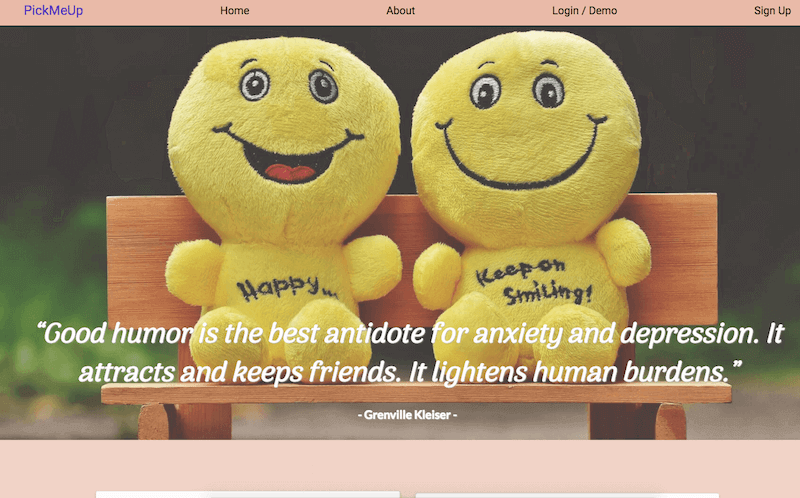 PickMeUp Home About Login / Demo Sign Up
Happy...
Keep on
Smiling!
“Good humor is the best antidote for anxiety and depression. It
attracts and keeps friends. It lightens human burdens.”
- Grenville Kleiser -